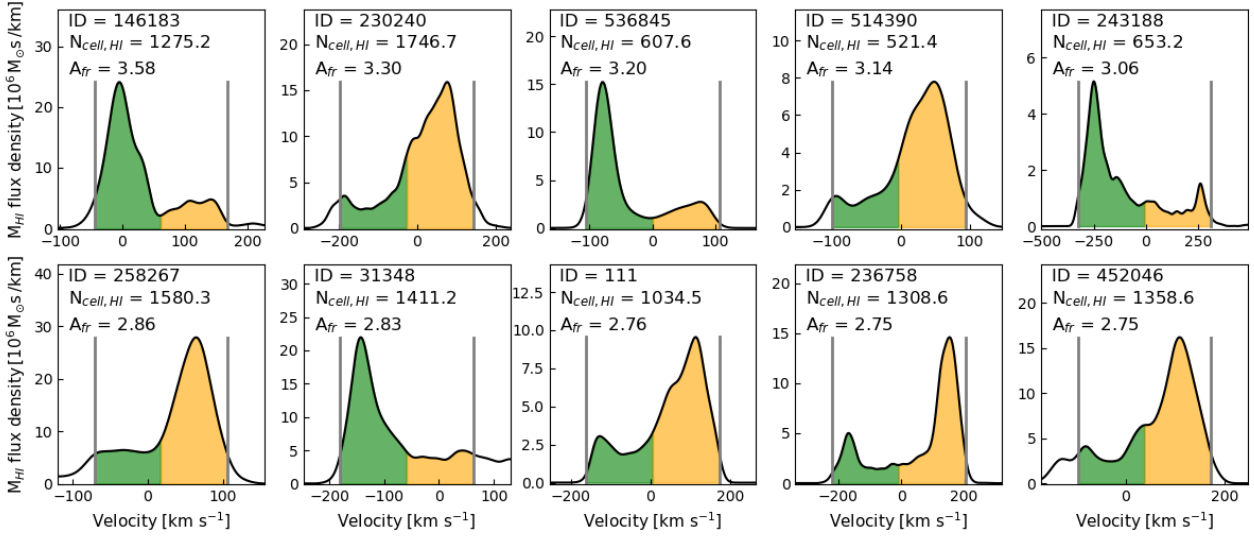 M_HI flux density [10^6 M_⊙s/km]
ID = 146183
N_cell,HI = 1275.2
A_fr = 3.58
30
20
10
0
−100 0 100 200
ID = 230240
N_cell,HI = 1746.7
A_fr = 3.30
20
15
10
5
0
−200 0 200
ID = 536845
N_cell,HI = 607.6
A_fr = 3.20
20
15
10
5
0
−100 0 100
ID = 514390
N_cell,HI = 521.4
A_fr = 3.14
10
8
6
4
2
0
−100 0 100
ID = 243188
N_cell,HI = 653.2
A_fr = 3.06
6
4
2
0
−500 −250 0 250
M_HI flux density [10^6 M_⊙s/km]
ID = 258267
N_cell,HI = 1580.3
A_fr = 2.86
40
30
20
10
0
−100 0 100
Velocity [km s^−1]
ID = 31348
N_cell,HI = 1411.2
A_fr = 2.83
30
25
20
15
10
5
0
−200 −100 0 100
Velocity [km s^−1]
ID = 111
N_cell,HI = 1034.5
A_fr = 2.76
12.5
10.0
7.5
5.0
2.5
0.0
−200 0 200
Velocity [km s^−1]
ID = 236758
N_cell,HI = 1308.6
A_fr = 2.75
20
15
10
5
0
−200 0 200
Velocity [km s^−1]
ID = 452046
N_cell,HI = 1358.6
A_fr = 2.75
20
15
10
5
0
0 200
Velocity [km s^−1]